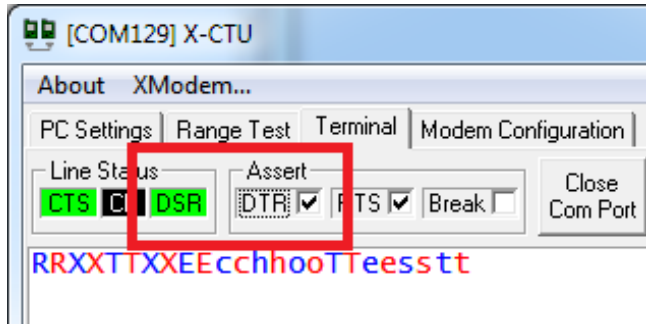 [COM129] X-CTU
About XModem...
PC Settings Range Test Terminal Modem Configuration
Line Status Assert
CTS CD DSR DTR RTS Break Close Com Port
RRXXTTXXEEcchhooTTeesstt